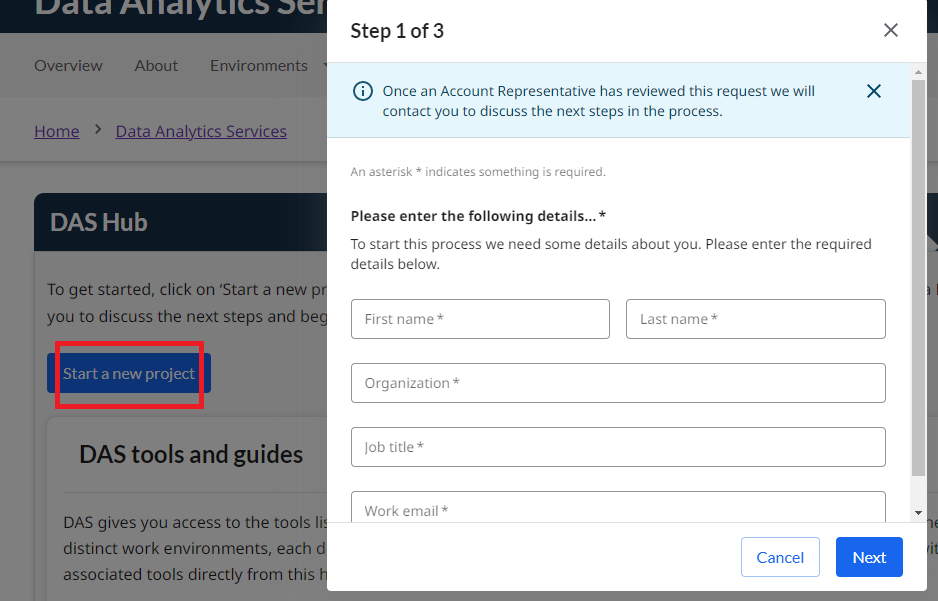 Data Analytics Ser
Overview About Environments
Home > Data Analytics Services
DAS Hub
To get started, click on ‘Start a new pr
you to discuss the next steps and beg
Start a new project
DAS tools and guides
DAS gives you access to the tools lis
distinct work environments, each d
associated tools directly from this h
Step 1 of 3
Once an Account Representative has reviewed this request we will
contact you to discuss the next steps in the process.
An asterisk * indicates something is required.
Please enter the following details... *
To start this process we need some details about you. Please enter the required
details below.
First name * Last name *
Organization *
Job title *
Work email *
Cancel Next